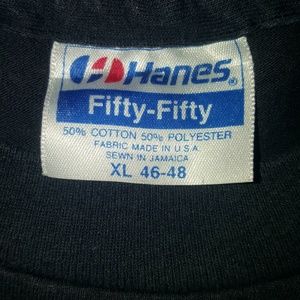 Hanes®
Fifty-Fifty
50% COTTON 50% POLYESTER
FABRIC MADE IN U.S.A.
SEWN IN JAMAICA
XL 46-48